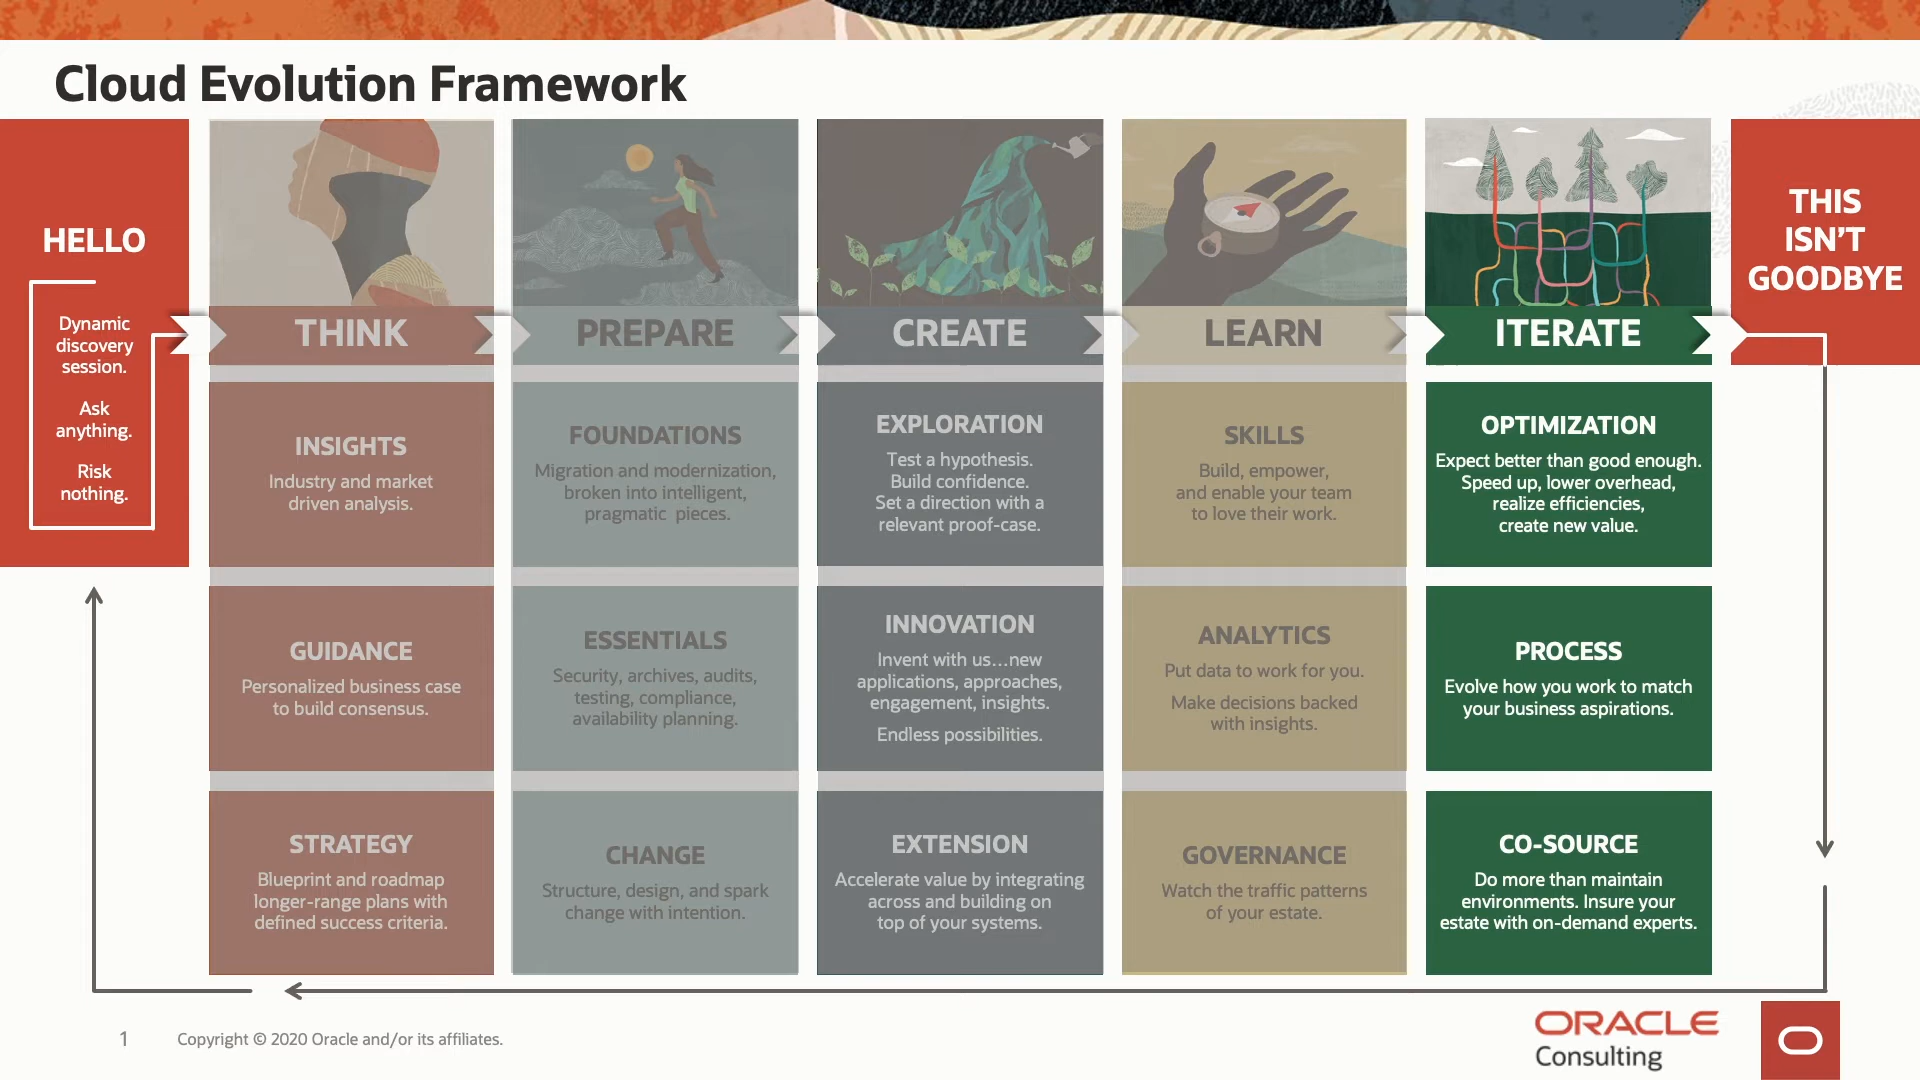 Cloud Evolution Framework
HELLO
Dynamic
discovery
session.
Ask
anything.
Risk
nothing.
THINK
INSIGHTS
Industry and market
driven analysis.
GUIDANCE
Personalized business case
to build consensus.
STRATEGY
Blueprint and roadmap
longer-range plans with
defined success criteria.
PREPARE
FOUNDATIONS
Migration and modernization,
broken into intelligent,
pragmatic pieces.
ESSENTIALS
Security, archives, audits,
testing, compliance,
availability planning.
CHANGE
Structure, design, and spark
change with intention.
CREATE
EXPLORATION
Test a hypothesis.
Build confidence.
Set a direction with a
relevant proof-case.
INNOVATION
Invent with us...new
applications, approaches,
engagement, insights.
Endless possibilities.
EXTENSION
Accelerate value by integrating
across and building on
top of your systems.
LEARN
SKILLS
Build, empower,
and enable your team
to love their work.
ANALYTICS
Put data to work for you.
Make decisions backed
with insights.
GOVERNANCE
Watch the traffic patterns
of your estate.
ITERATE
OPTIMIZATION
Expect better than good enough.
Speed up, lower overhead,
realize efficiencies,
create new value.
PROCESS
Evolve how you work to match
your business aspirations.
CO-SOURCE
Do more than maintain
environments. Insure your
estate with on-demand experts.
THIS
ISN'T
GOODBYE
1
Copyright © 2020 Oracle and/or its affiliates.
ORACLE
Consulting